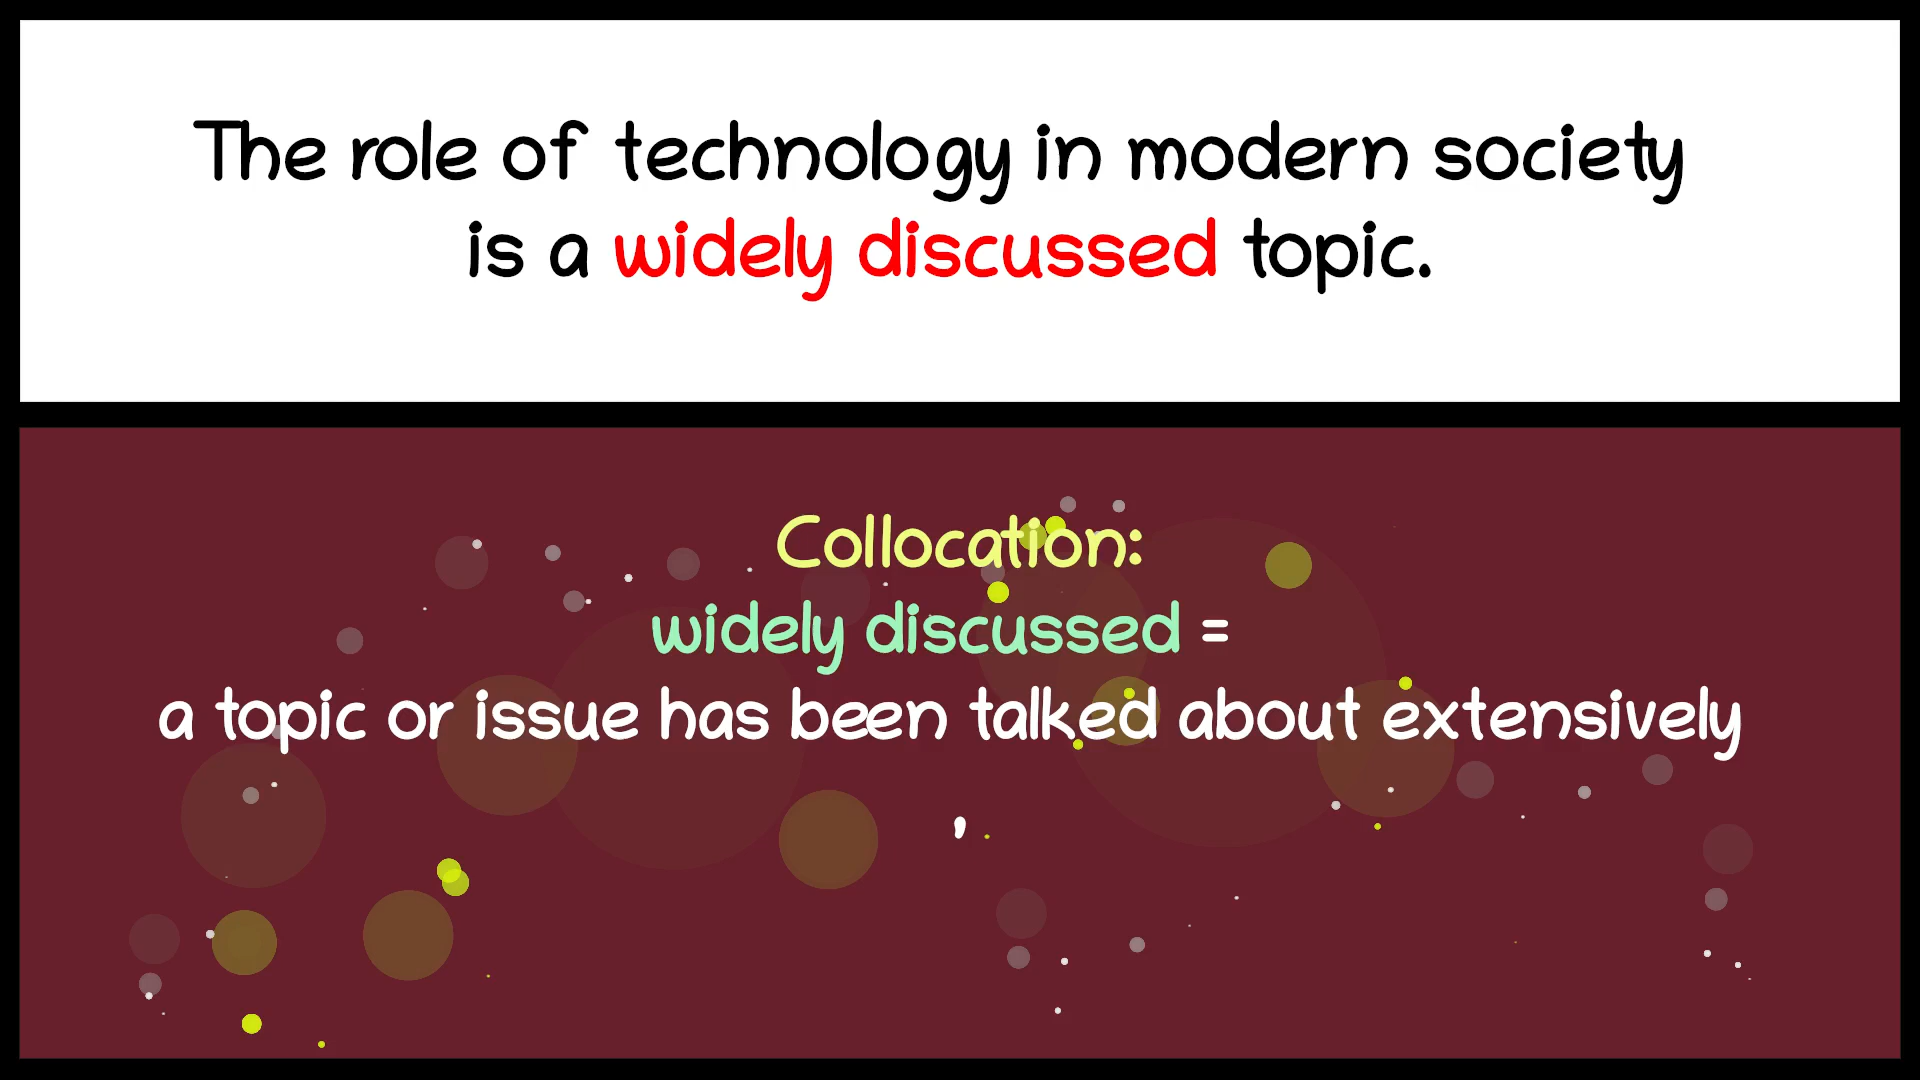 The role of technology in modern society
is a widely discussed topic.
Collocation:
widely discussed =
a topic or issue has been talked about extensively
,